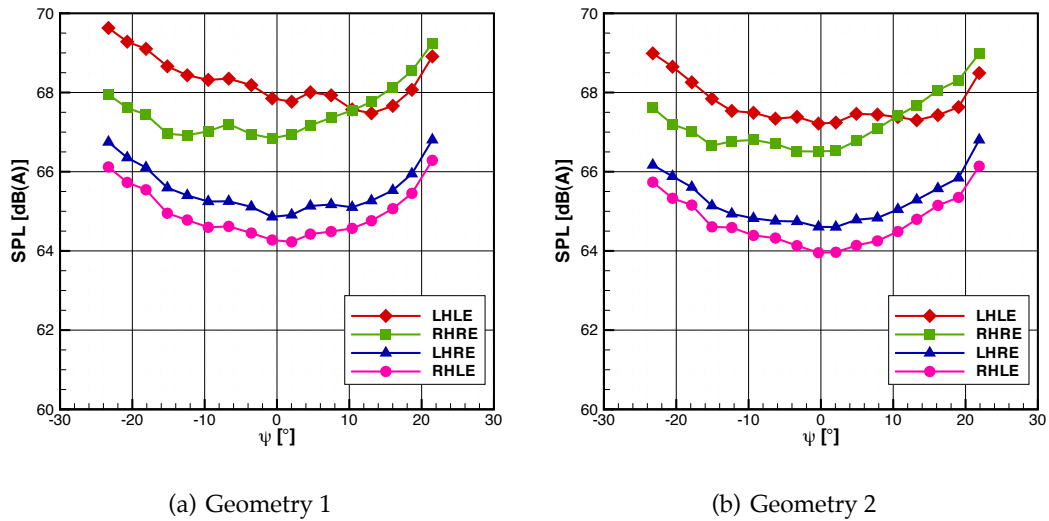 70
68
66
64
62
60
SPL [dB(A)]
-30 -20 -10 0 10 20 30
ψ [°]
LHLE
RHRE
LHRE
RHLE
(a) Geometry 1
70
68
66
64
62
60
SPL [dB(A)]
-30 -20 -10 0 10 20 30
ψ [°]
LHLE
RHRE
LHRE
RHLE
(b) Geometry 2